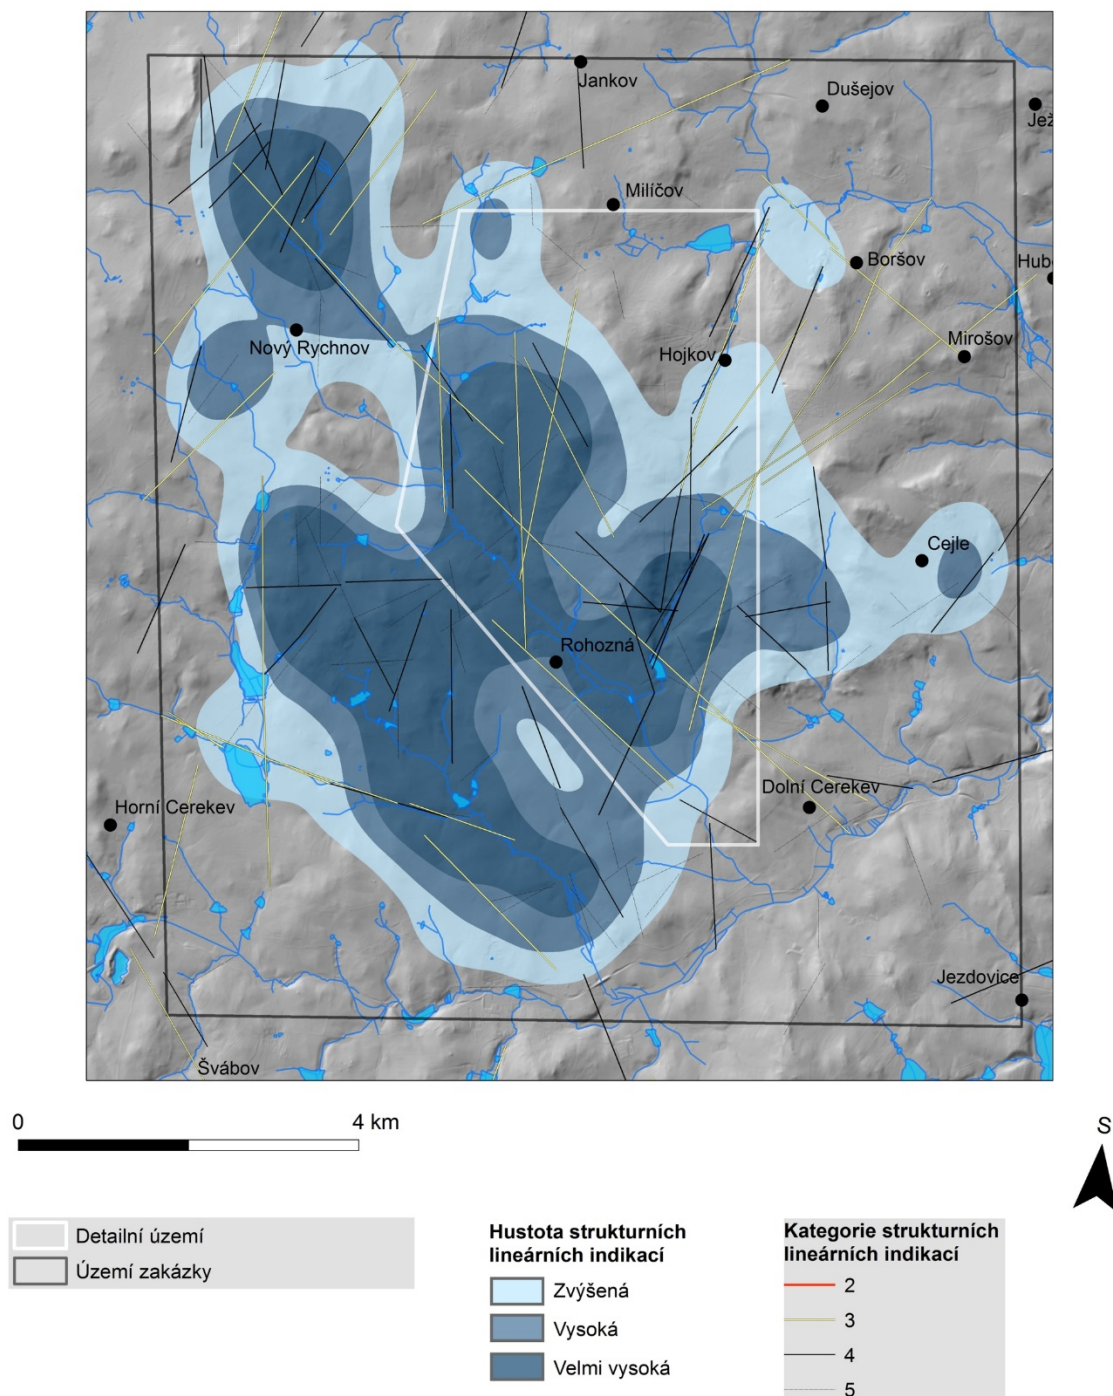 Jankov
Dušejov
Jež
Milíčov
Boršov
Hub
Nový Rychnov
Hojkov
Mirošov
Cejle
Rohozná
Dolní Cerekev
Horní Cerekev
Jezdovice
Švábov
0 4 km
S
Detailní území
Území zakázky
Hustota strukturních
lineárních indikací
Zvýšená
Vysoká
Velmi vysoká
Kategorie strukturních
lineárních indikací
2
3
4
5